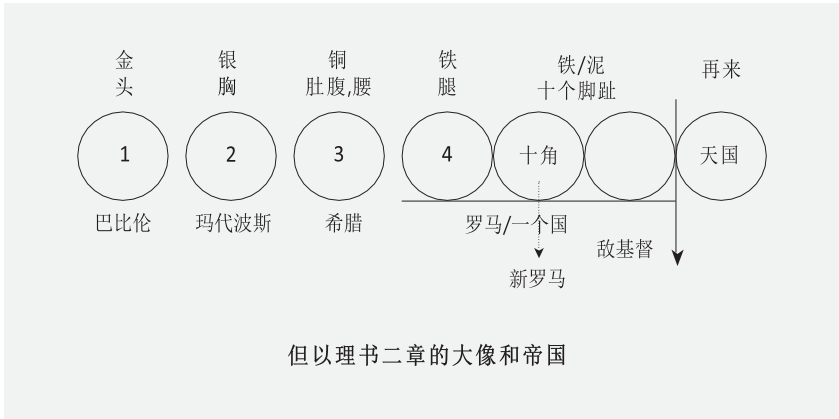 金
头
银
胸
铜
肚腹,腰
铁
腿
铁/泥
十个脚趾
再来
1
2
3
4
十角
天国
巴比伦
玛代波斯
希腊
罗马/一个国
敌基督
新罗马
但以理书二章的大像和帝国